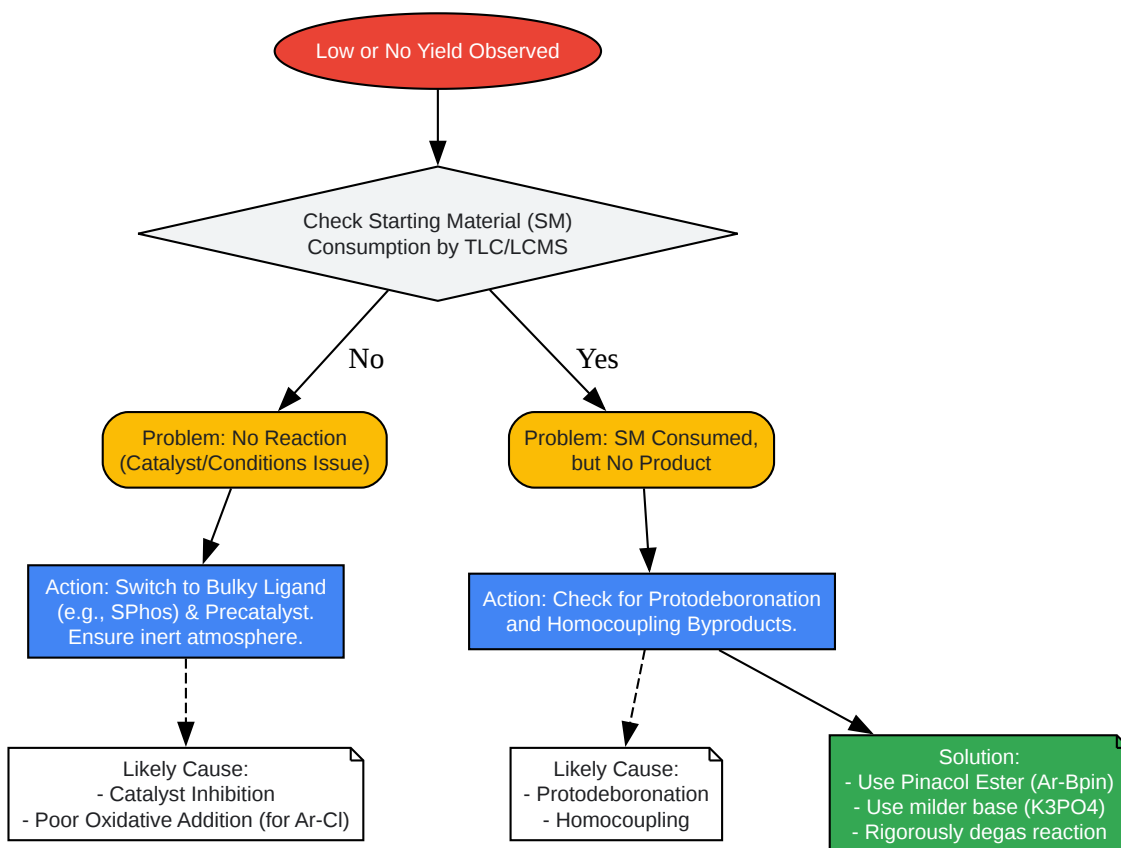 Low or No Yield Observed
Check Starting Material (SM)
Consumption by TLC/LCMS
No
Yes
Problem: No Reaction
(Catalyst/Conditions Issue)
Problem: SM Consumed,
but No Product
Action: Switch to Bulky Ligand
(e.g., SPhos) & Precatalyst.
Ensure inert atmosphere.
Action: Check for Protodeboronation
and Homocoupling Byproducts.
Likely Cause:
- Catalyst Inhibition
- Poor Oxidative Addition (for Ar-Cl)
Likely Cause:
- Protodeboronation
- Homocoupling
Solution:
- Use Pinacol Ester (Ar-Bpin)
- Use milder base (K3PO4)
- Rigorously degas reaction